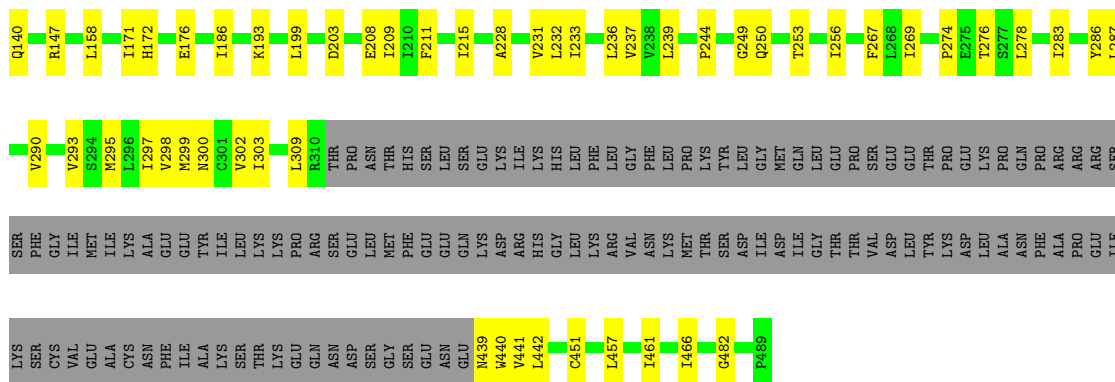 Q140 R147 L158 I171 H172 E176 I186 K193 L199 D203 E208 I209 I210 F211 I215 A228 V231 L232 I233 L236 V237 V238 L239 P244 G249 Q250 T253 I256 F267 L268 I269 P274 E275 T276 S277 L278 I283 Y286 L287
V290 V293 S294 M295 L296 I297 V298 M299 N300 C301 V302 I303 L309 R310 THR PRO ASN THR HIS SER LEU SER GLU LYS ILE LYS HIS LEU PHE LEU GLY PHE LEU PRO LYS TYR LEU GLY MET GLN LEU GLU PRO SER GLU GLU THR PRO GLU LYS PRO GLN PRO ARG ARG ARG SER
SER PHE GLY ILE MET ILE LYS ALA GLU GLU TYR ILE LEU LYS LYS PRO ARG SER GLU LEU MET PHE GLU GLU GLN LYS ASP ARG HIS GLY LEU LYS ARG VAL ASN LYS MET THR SER ASP ILE ASP ILE GLY THR THR VAL ASP LEU TYR LYS ASP LEU ALA ASN PHE ALA PRO GLU ILE
LYS SER CYS VAL GLU ALA CYS ASN PHE ILE ALA LYS SER THR LYS GLU GLN ASN ASP SER GLY SER GLU ASN GLU N439 W440 V441 L442 C451 L457 I461 I466 G482 P489